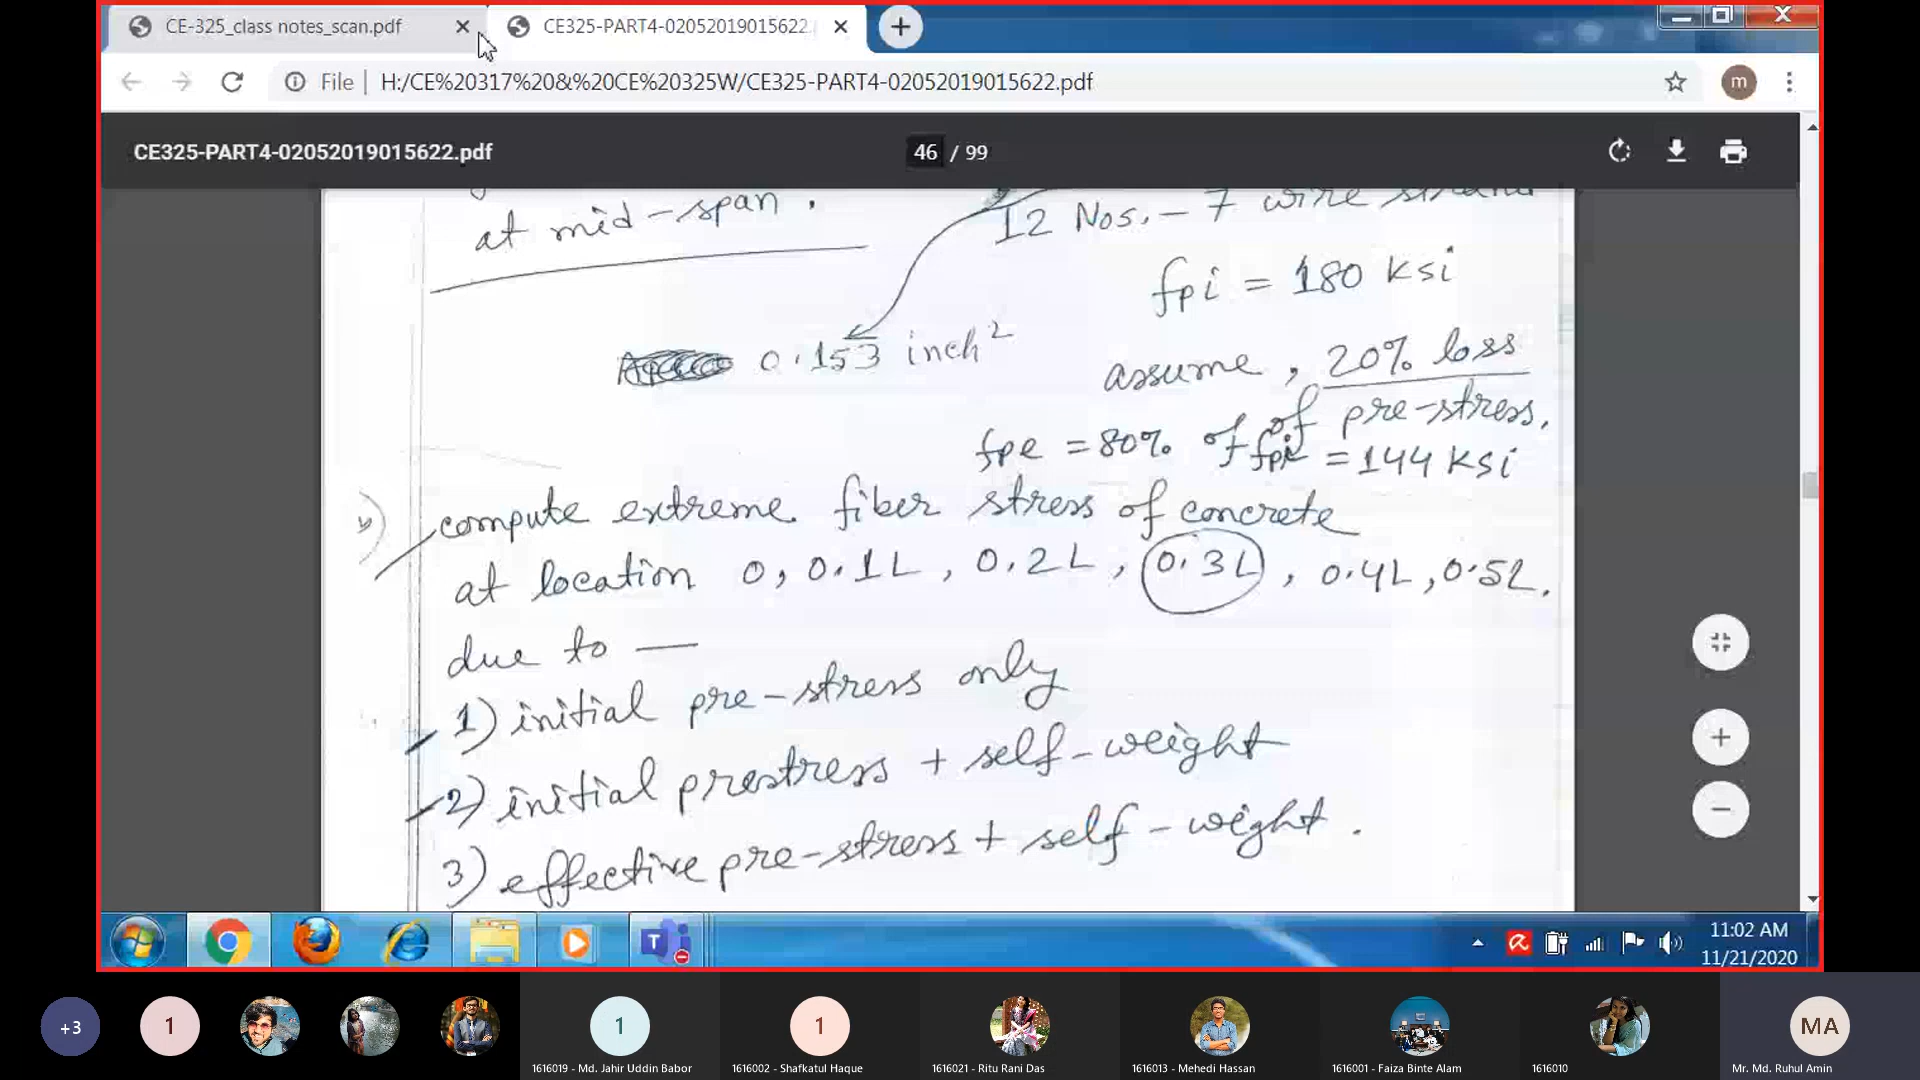 CE-325_class notes_scan.pdf
CE325-PART4-02052019015622.
File | H:/CE%20317%20&%20CE%20325W/CE325-PART4-02052019015622.pdf
m
CE325-PART4-02052019015622.pdf
46 / 99
at mid-span.
12 Nos. - 7 wire strand
fpi = 180 ksi
0.153 inch²
assume, 20% loss
of pre-stress.
fpe = 80% of fpi = 144 ksi
compute extreme fiber stress of concrete
at location 0, 0.1L, 0.2L, 0.3L, 0.4L, 0.5L.
due to —
1) initial pre-stress only
2) initial prestress + self-weight
3) effective pre-stress + self-wight.
11:02 AM
11/21/2020
+3
1
1
1616019 - Md. Jahir Uddin Babor
1
1616002 - Shafkatul Haque
1616021 - Ritu Rani Das
1616013 - Mehedi Hassan
1616001 - Faiza Binte Alam
1616010
MA
Mr. Md. Ruhul Amin